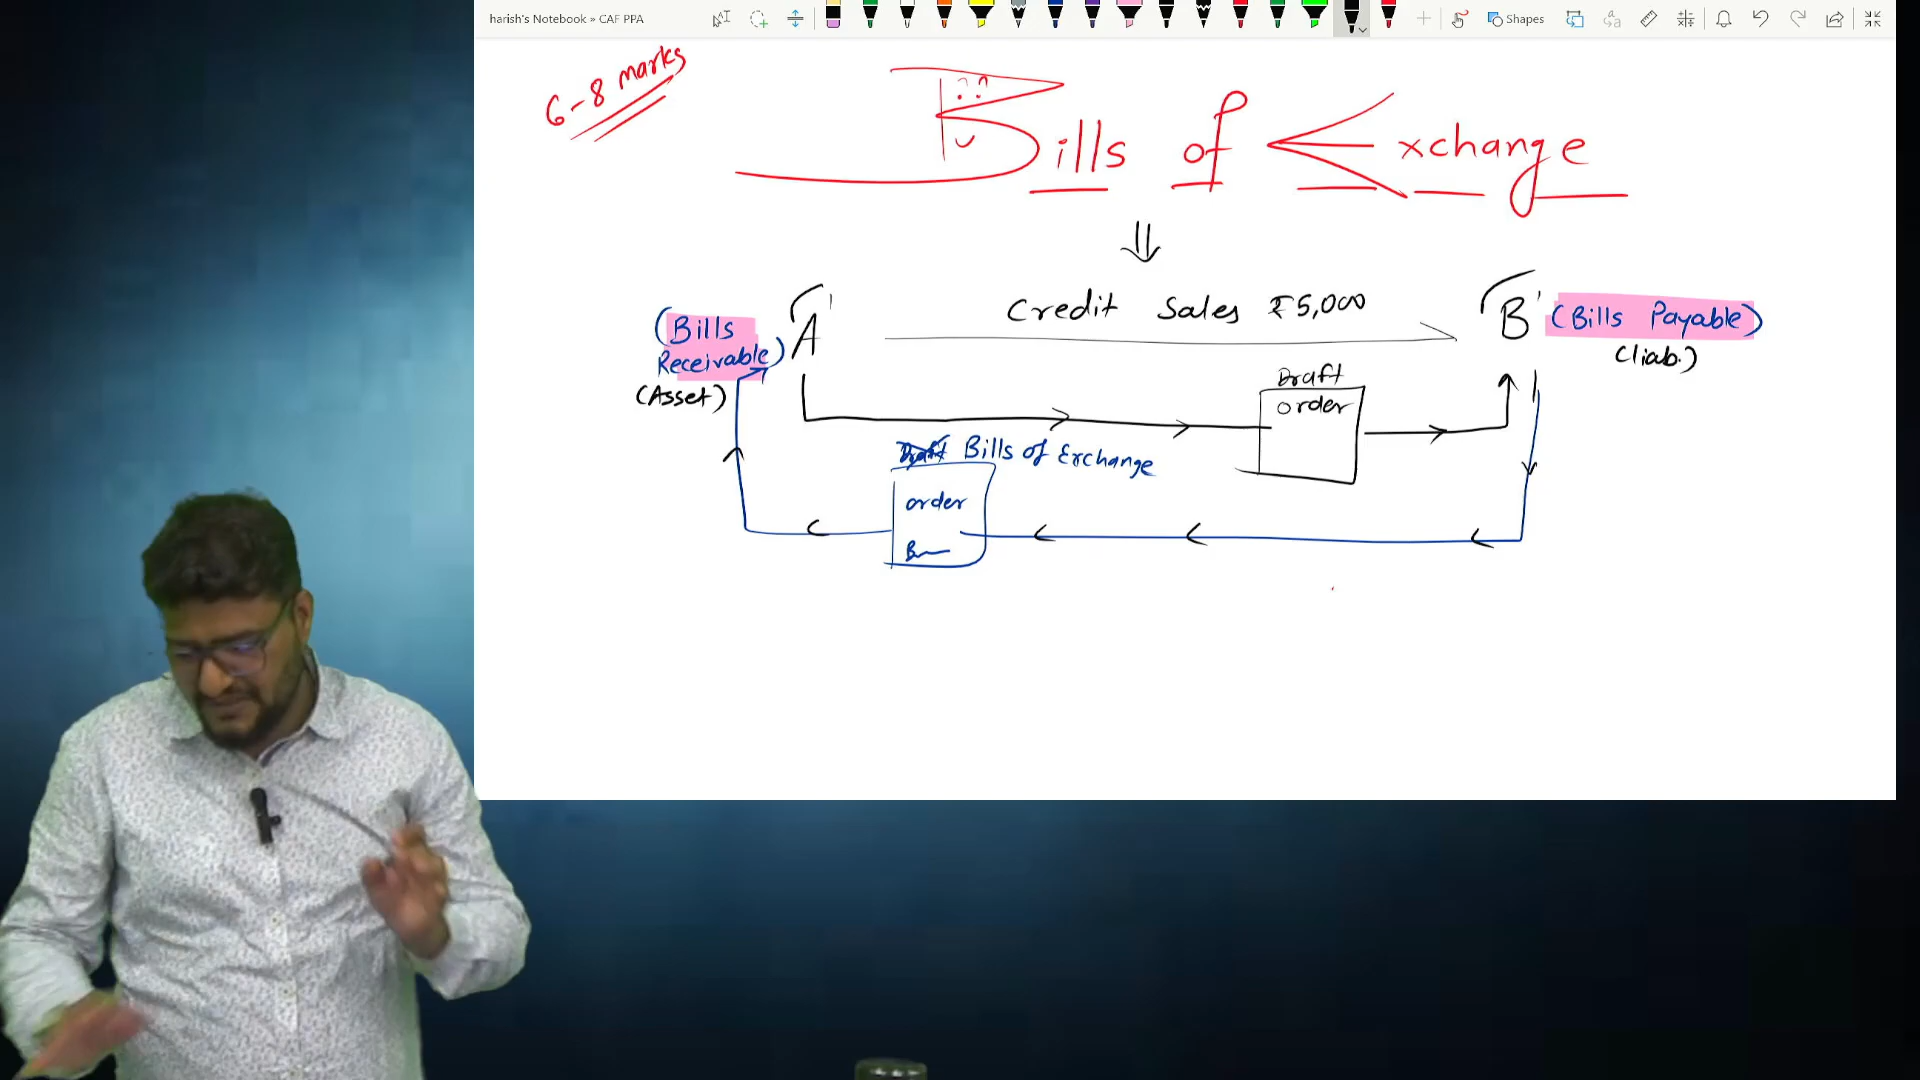 harish's Notebook » CAF PPA
Shapes
6-8 marks
Bills of Exchange
Credit Sales ₹5,000
(Bills
Receivable)
(Asset)
A
B
(Bills Payable)
(Liab.)
Draft
order
Draft Bills of Exchange
order
B